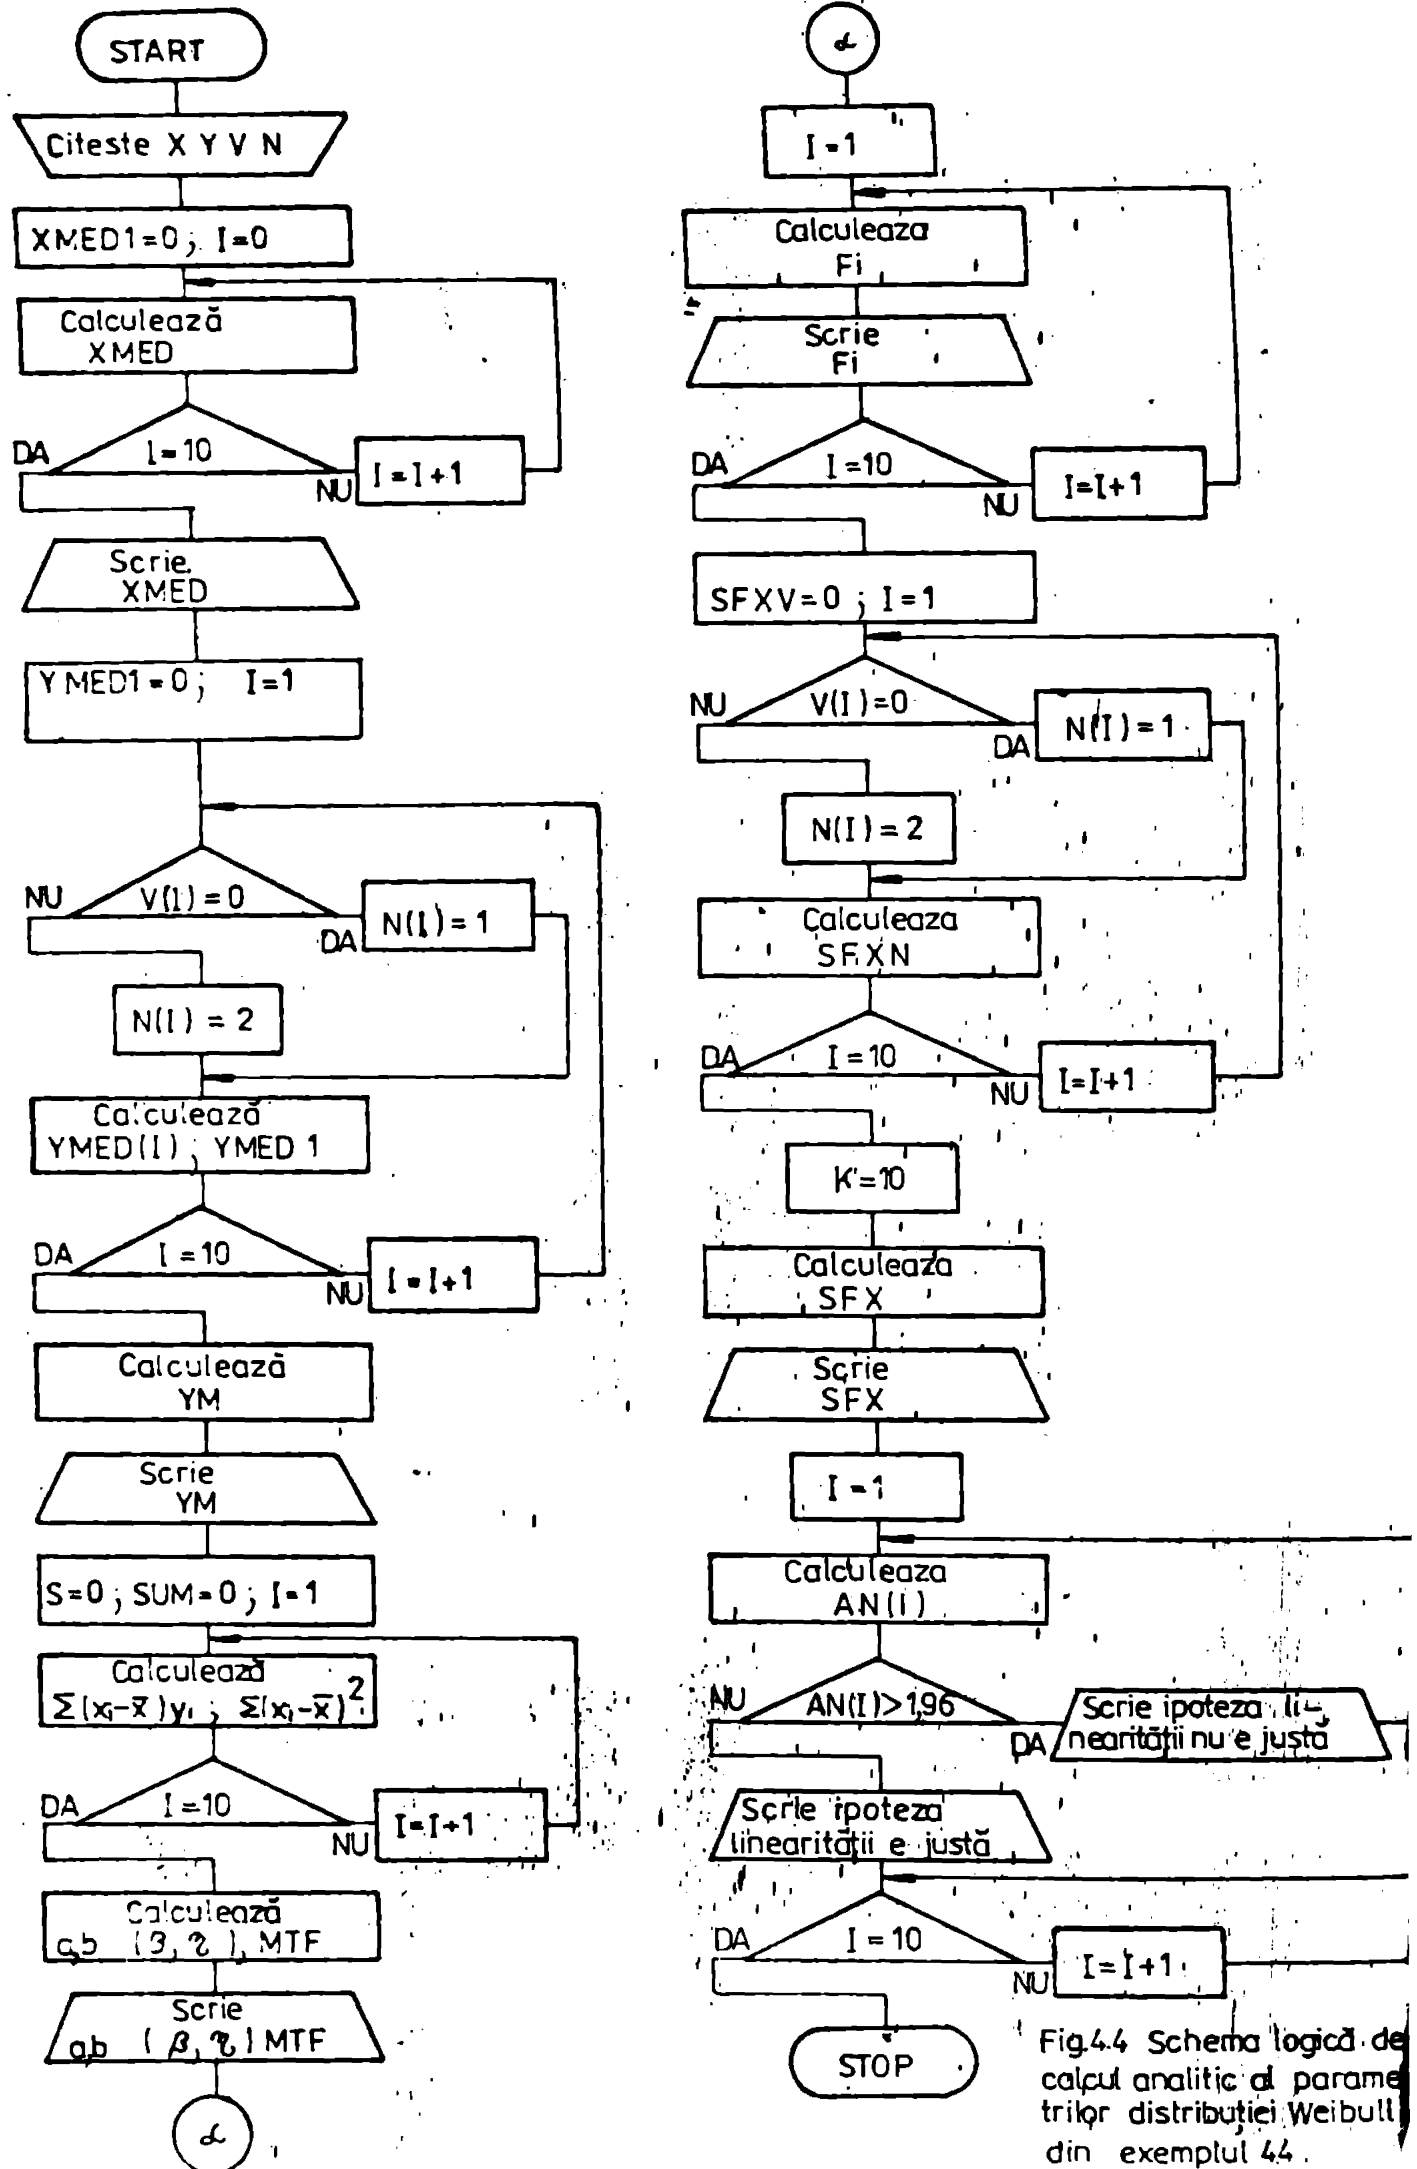 START
Citeste X Y V N
XMED1=0; I=0
Calculează
XMED
I=10
DA
NU
I=I+1
Scrie.
XMED
YMED1=0; I=1
V(I)=0
NU
DA
N(I)=1
N(I)=2
Calculează
YMED(I); YMED1
I=10
DA
NU
I=I+1
Calculează
YM
Scrie
YM
S=0; SUM=0; I=1
Calculează
Σ(xi-x̄)yi; Σ(xi-x̄)²
I=10
DA
NU
I=I+1
Calculează
a,b (β,η), MTF
Scrie
a,b (β,η) MTF
α
α
I=1
Calculeaza
Fi
Scrie
Fi
I=10
DA
NU
I=I+1
SFXV=0; I=1
V(I)=0
NU
DA
N(I)=1
N(I)=2
Calculeaza
SFXN
I=10
DA
NU
I=I+1
K=10
Calculeaza
SFX
Scrie
SFX
I=1
Calculeaza
AN(I)
AN(I)>1,96
NU
DA
Scrie ipoteza li-
nearității nu e justă
Scrie ipoteza
linearității e justă
I=10
DA
NU
I=I+1
STOP
Fig.4.4 Schema logică de
calcul analitic al parame
trilor distribuției Weibull
din exemplul 4.4.